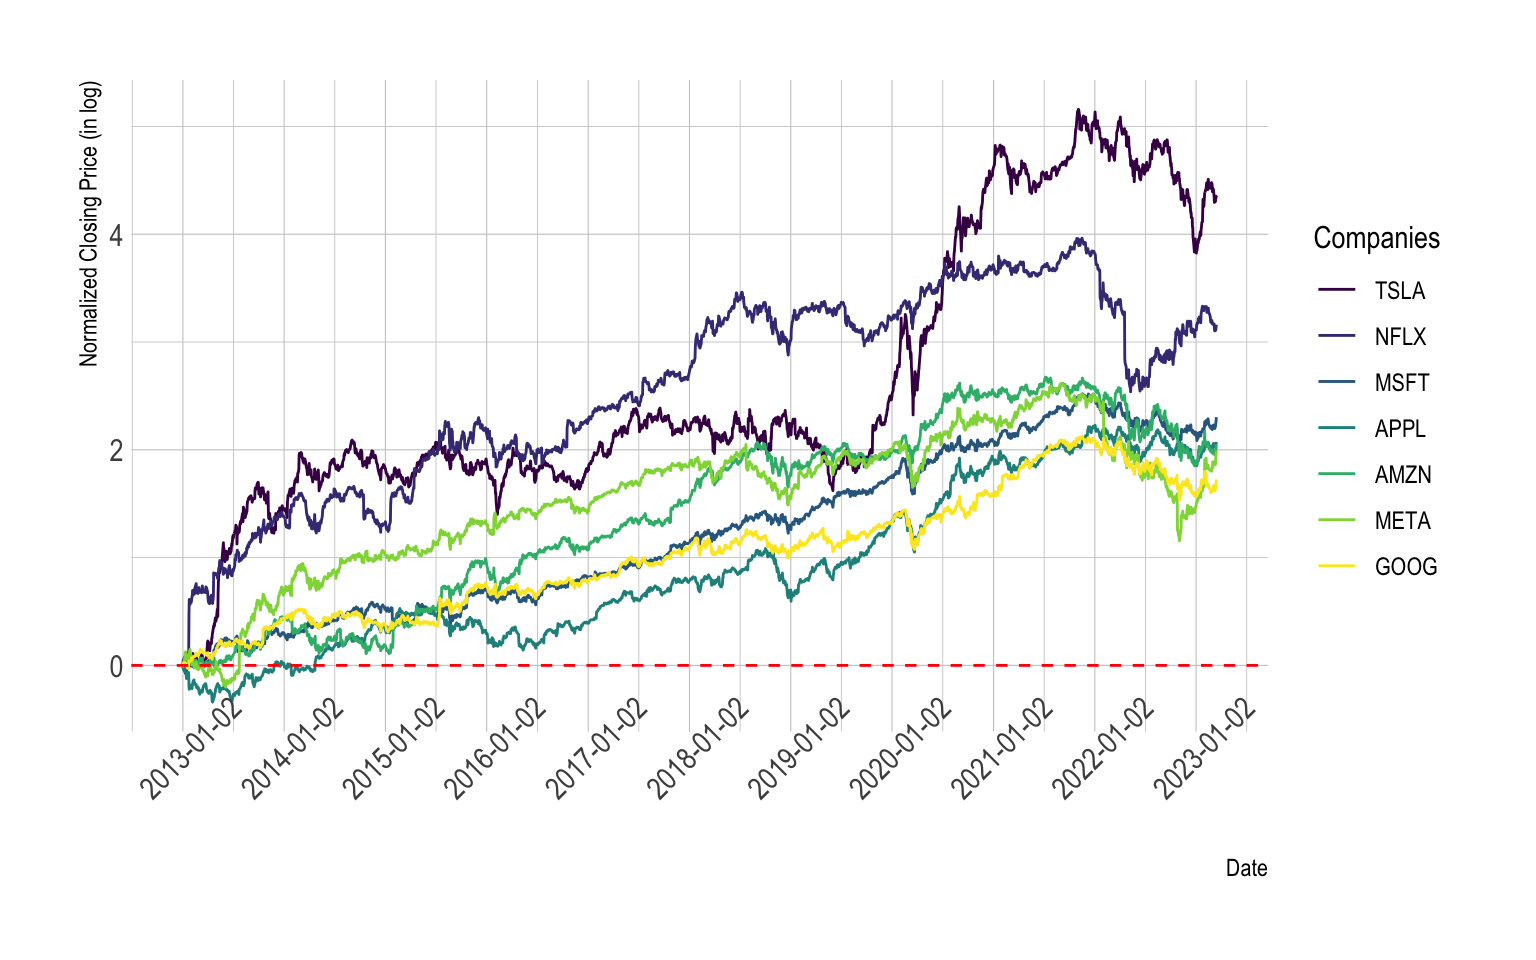 Normalized Closing Price (in log)
4
2
0
2013-01-02
2014-01-02
2015-01-02
2016-01-02
2017-01-02
2018-01-02
2019-01-02
2020-01-02
2021-01-02
2022-01-02
2023-01-02
Date
Companies
TSLA
NFLX
MSFT
APPL
AMZN
META
GOOG